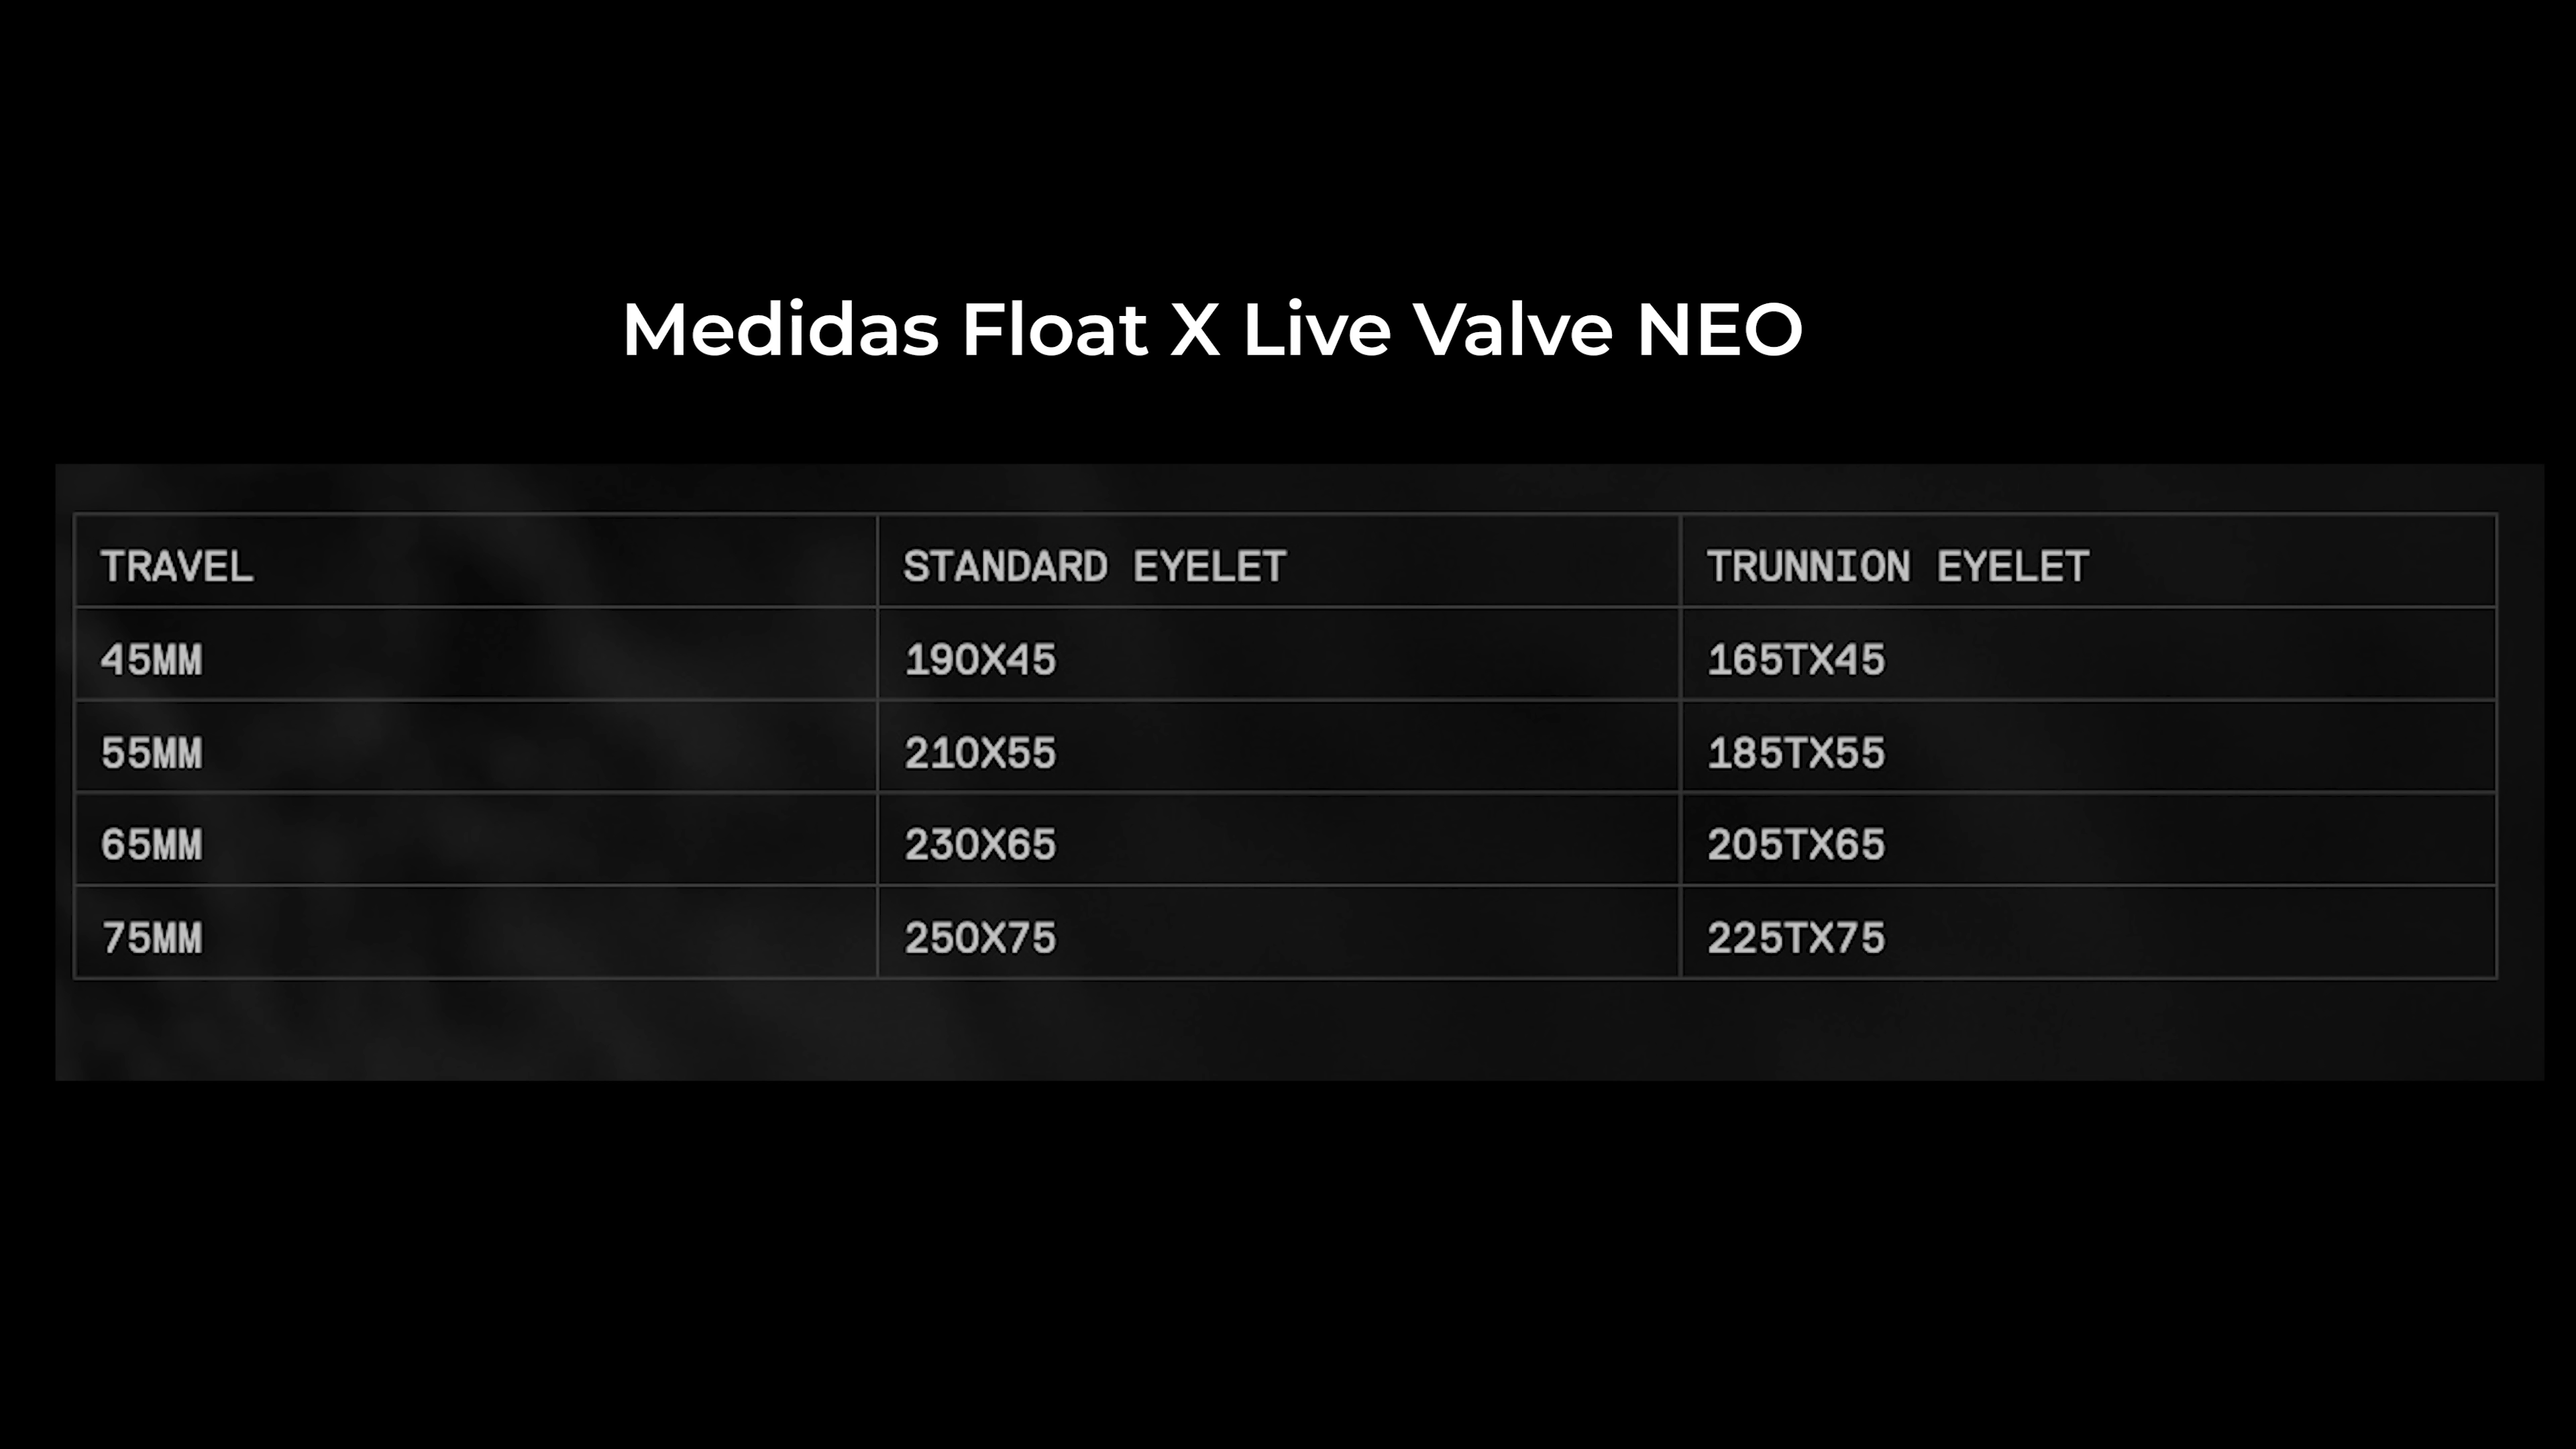 Medidas Float X Live Valve NEO
TRAVEL STANDARD EYELET TRUNNION EYELET
45MM 190X45 165TX45
55MM 210X55 185TX55
65MM 230X65 205TX65
75MM 250X75 225TX75